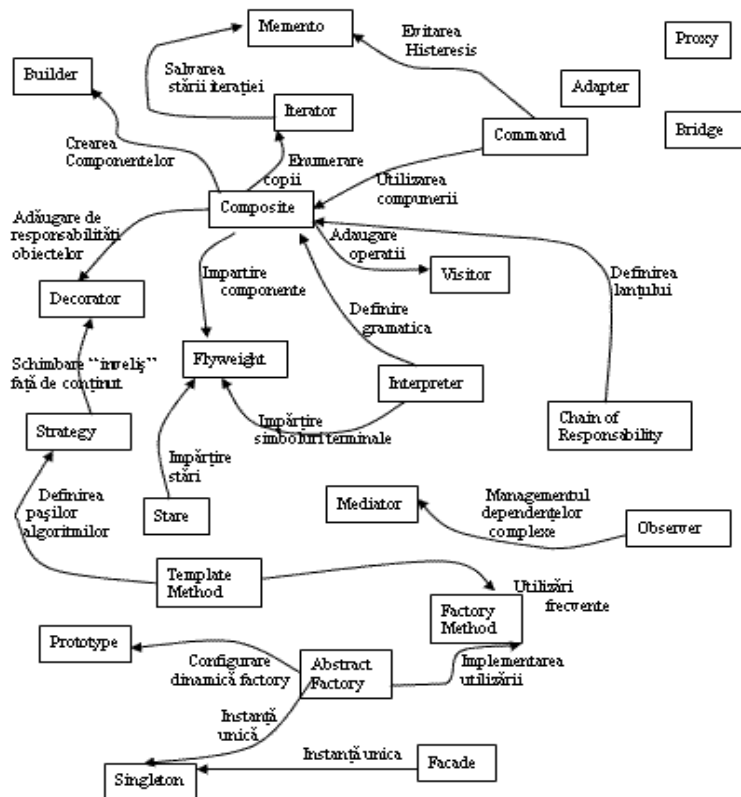 Memento
Evitarea
Histeresis
Proxy
Builder
Salvarea
stării iterației
Adapter
Iterator
Command
Bridge
Crearea
Componentelor
Enumerare
copii
Utilizarea
compunerii
Composite
Adăugare de
responsabilități
obiectelor
Adaugare
operatii
Visitor
Definirea
lanțului
Impartire
componente
Decorator
Definire
gramatica
Schimbare "inveliș"
față de conținut
Flyweight
Interpreter
Strategy
Împărțire
simboluri terminale
Chain of
Responsability
Împărțire
stări
Definirea
pașilor
algoritmilor
Stare
Mediator
Managementul
dependențelor
complexe
Observer
Template
Method
Utilizări
frecvente
Factory
Method
Prototype
Configurare
dinamică factory
Abstract
Factory
Implementarea
utilizării
Instanță
unică
Instanță unica
Singleton
Facade